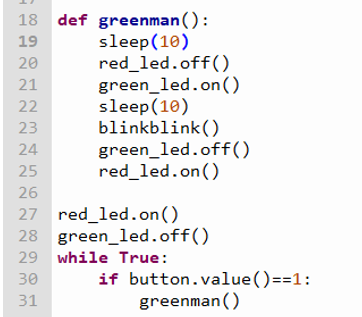 18 def greenman():
19     sleep(10)
20     red_led.off()
21     green_led.on()
22     sleep(10)
23     blinkblink()
24     green_led.off()
25     red_led.on()
26
27 red_led.on()
28 green_led.off()
29 while True:
30     if button.value()==1:
31         greenman()